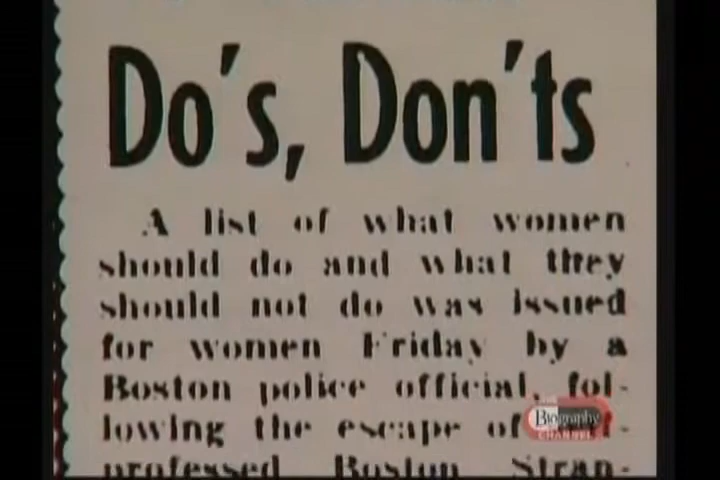 Do's, Don'ts
A list of what women
should do and what they
should not do was issued
for women Friday by a
Boston police official, fol-
lowing the escape of
professed Boston Stran-
Biography
CHANNEL